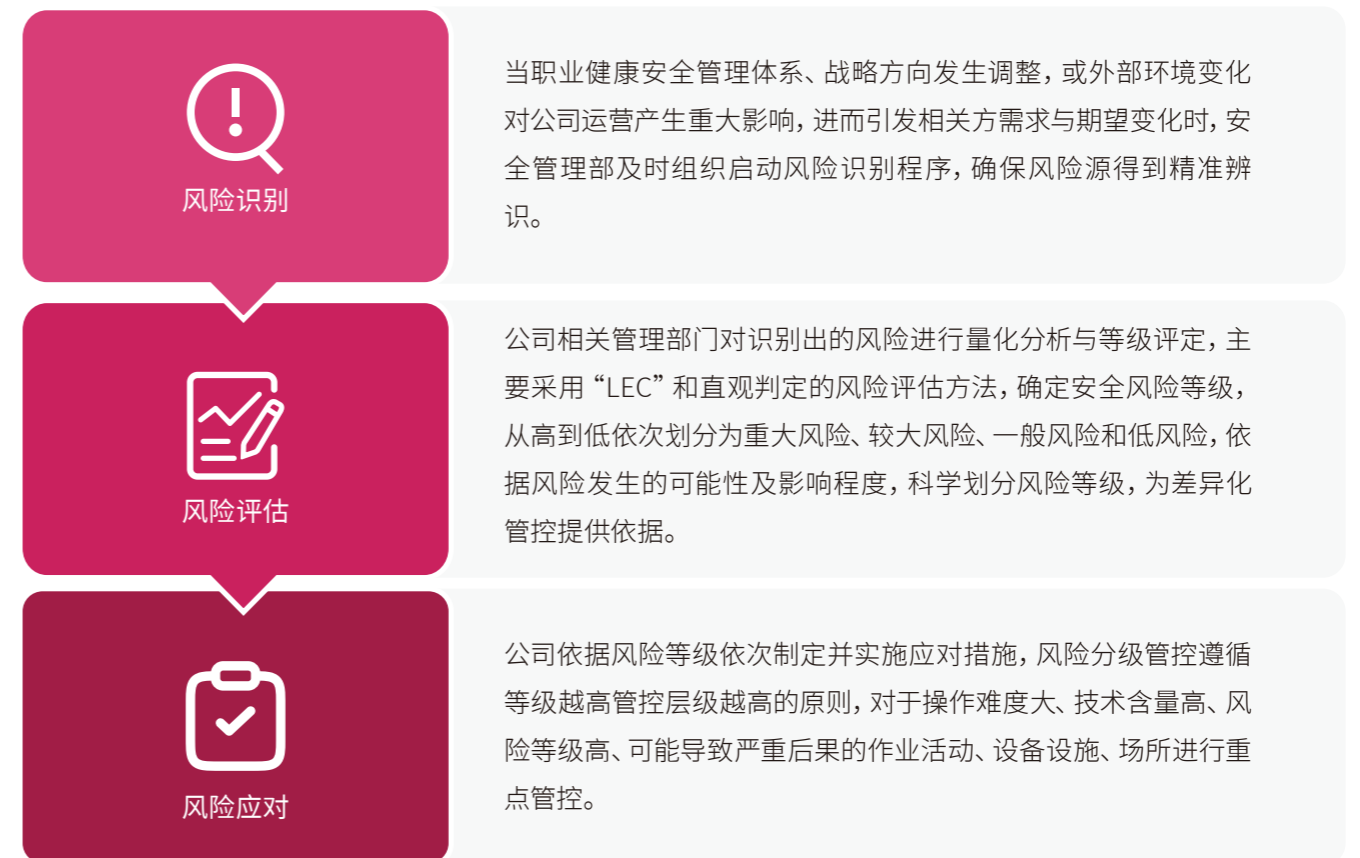 风险识别
当职业健康安全管理体系、战略方向发生调整，或外部环境变化
对公司运营产生重大影响，进而引发相关方需求与期望变化时，安
全管理部及时组织启动风险识别程序，确保风险源得到精准辨
识。
风险评估
公司相关管理部门对识别出的风险进行量化分析与等级评定，主
要采用“LEC”和直观判定的风险评估方法，确定安全风险等级，
从高到低依次划分为重大风险、较大风险、一般风险和低风险，依
据风险发生的可能性及影响程度，科学划分风险等级，为差异化
管控提供依据。
风险应对
公司依据风险等级依次制定并实施应对措施，风险分级管控遵循
等级越高管控层级越高的原则，对于操作难度大、技术含量高、风
险等级高、可能导致严重后果的作业活动、设备设施、场所进行重
点管控。